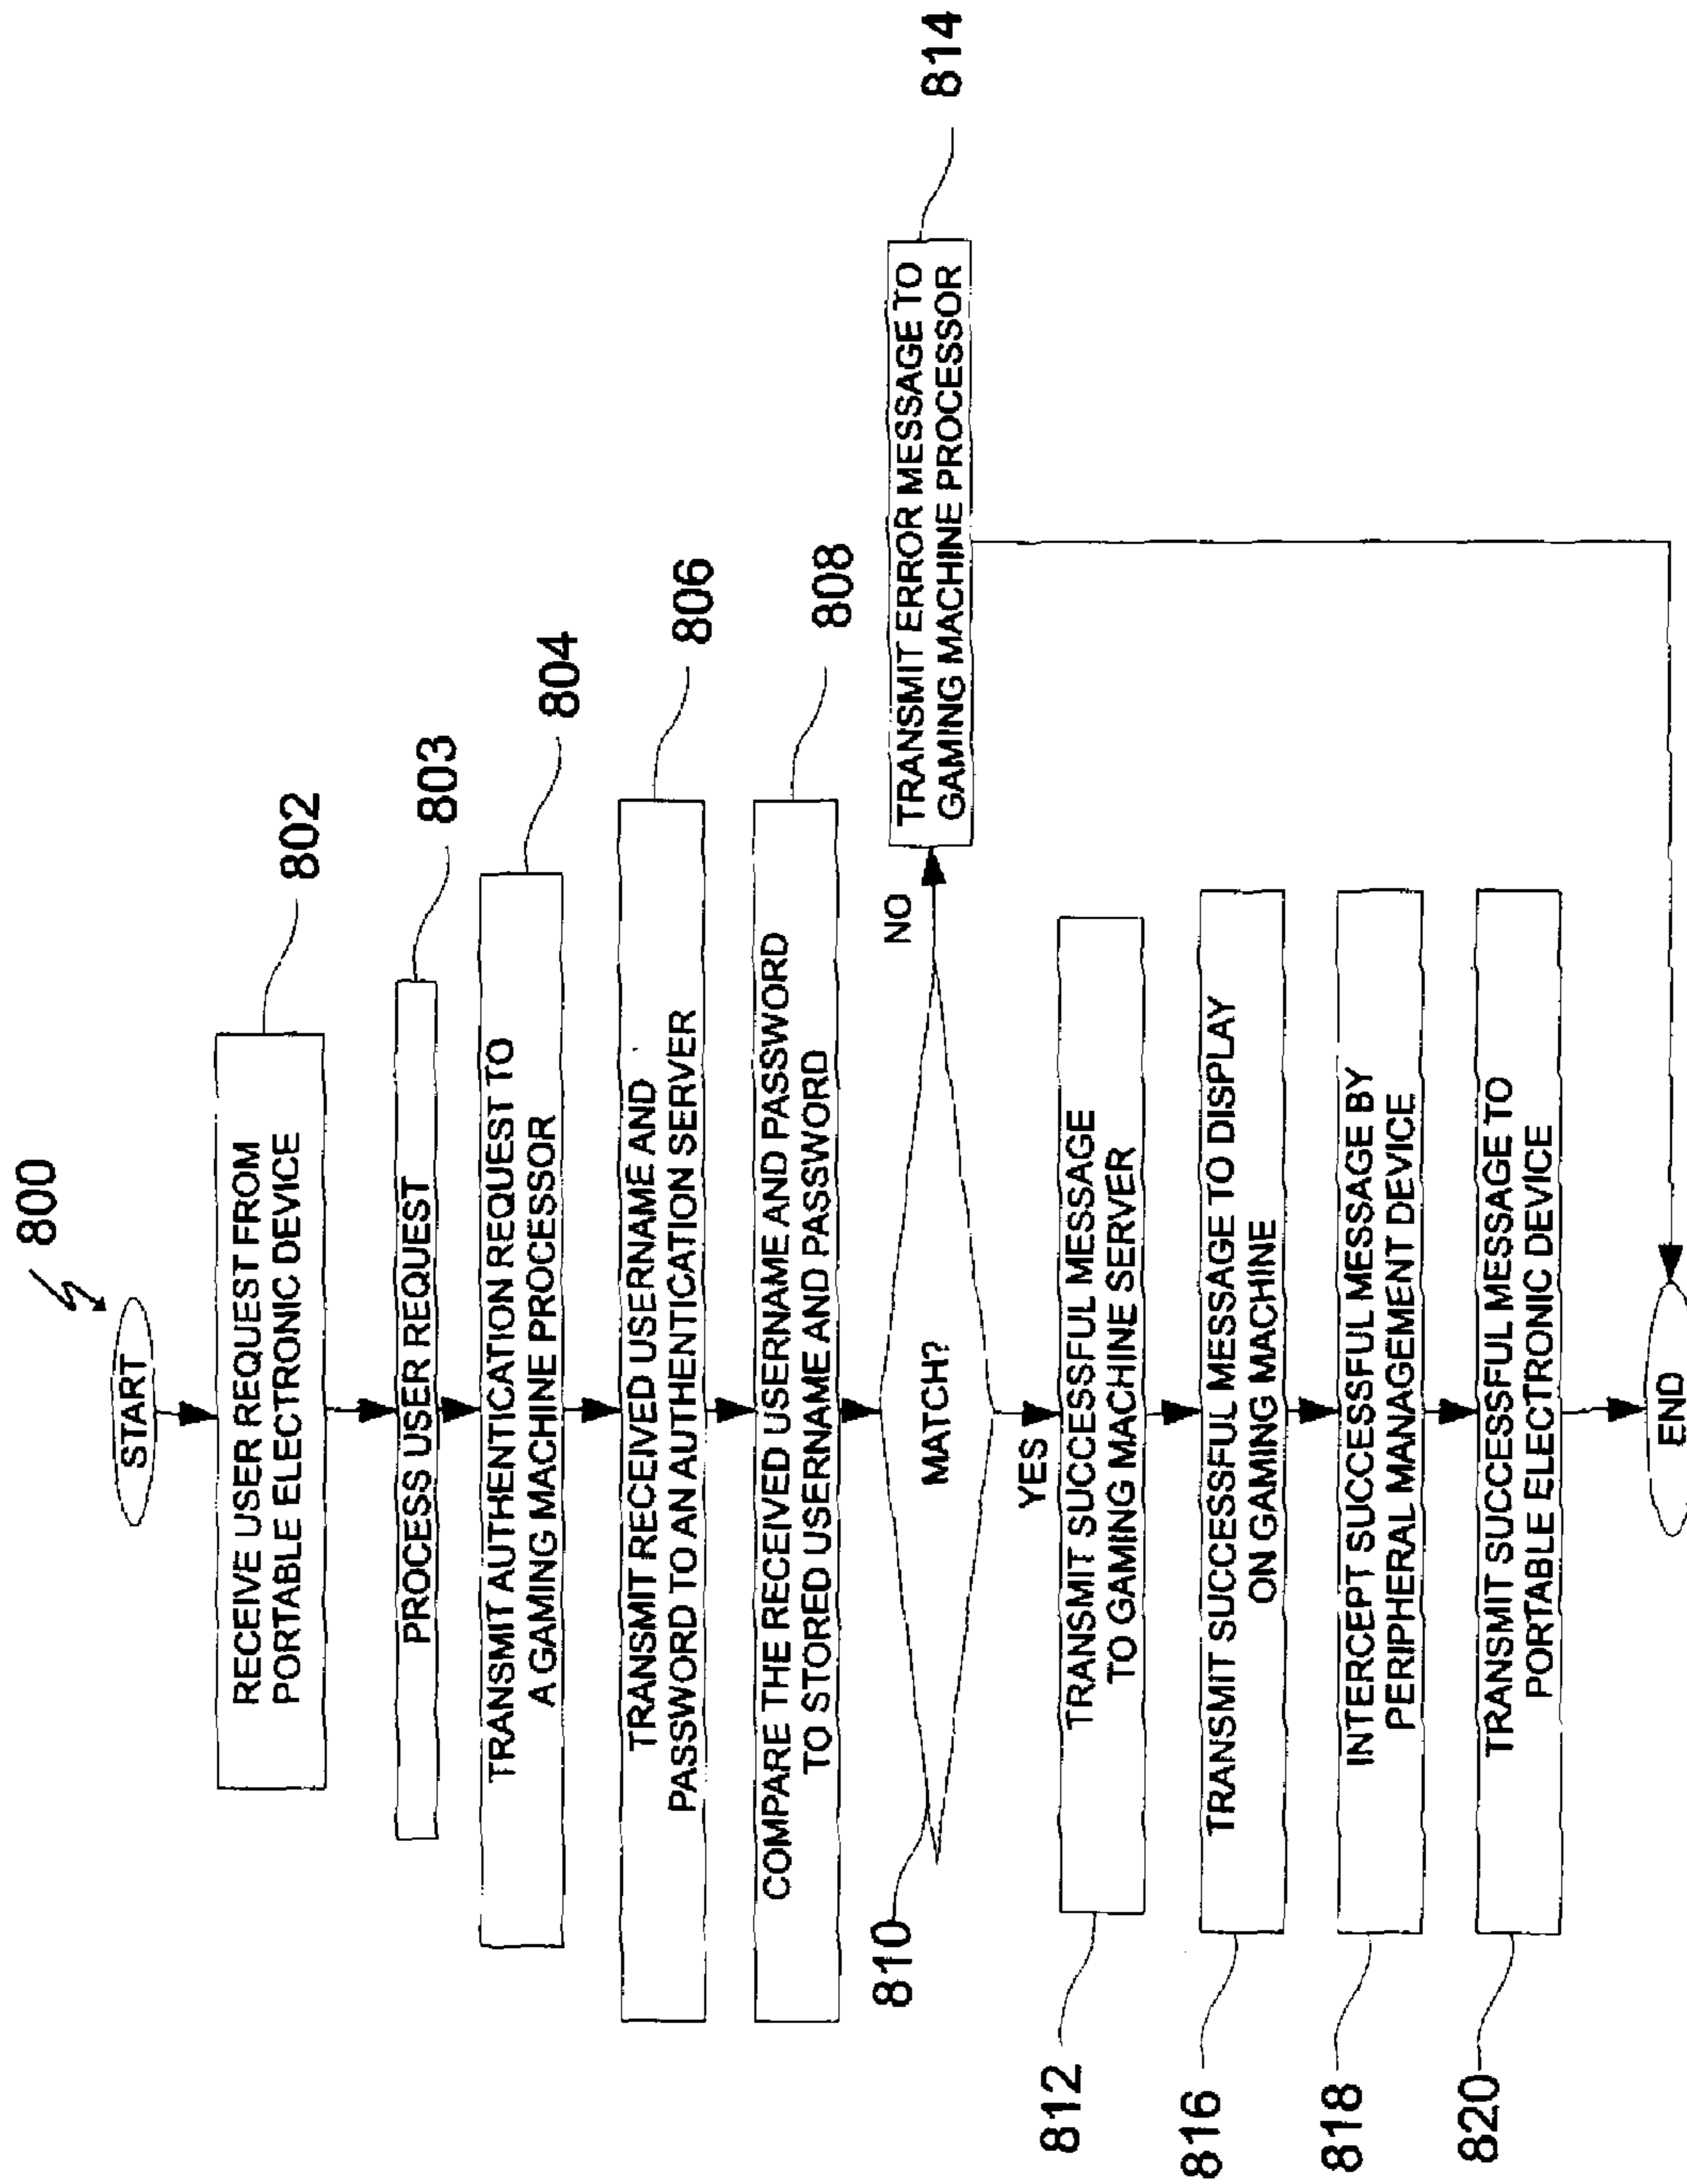 800
START
RECEIVE USER REQUEST FROM
PORTABLE ELECTRONIC DEVICE
802
PROCESS USER REQUEST
803
TRANSMIT AUTHENTICATION REQUEST TO
A GAMING MACHINE PROCESSOR
804
TRANSMIT RECEIVED USERNAME AND
PASSWORD TO AN AUTHENTICATION SERVER
806
COMPARE THE RECEIVED USERNAME AND PASSWORD
TO STORED USERNAME AND PASSWORD
808
810
MATCH?
NO
TRANSMIT ERROR MESSAGE TO
GAMING MACHINE PROCESSOR
814
YES
812
TRANSMIT SUCCESSFUL MESSAGE
TO GAMING MACHINE SERVER
816
TRANSMIT SUCCESSFUL MESSAGE TO DISPLAY
ON GAMING MACHINE
818
INTERCEPT SUCCESSFUL MESSAGE BY
PERIPHERAL MANAGEMENT DEVICE
820
TRANSMIT SUCCESSFUL MESSAGE TO
PORTABLE ELECTRONIC DEVICE
END